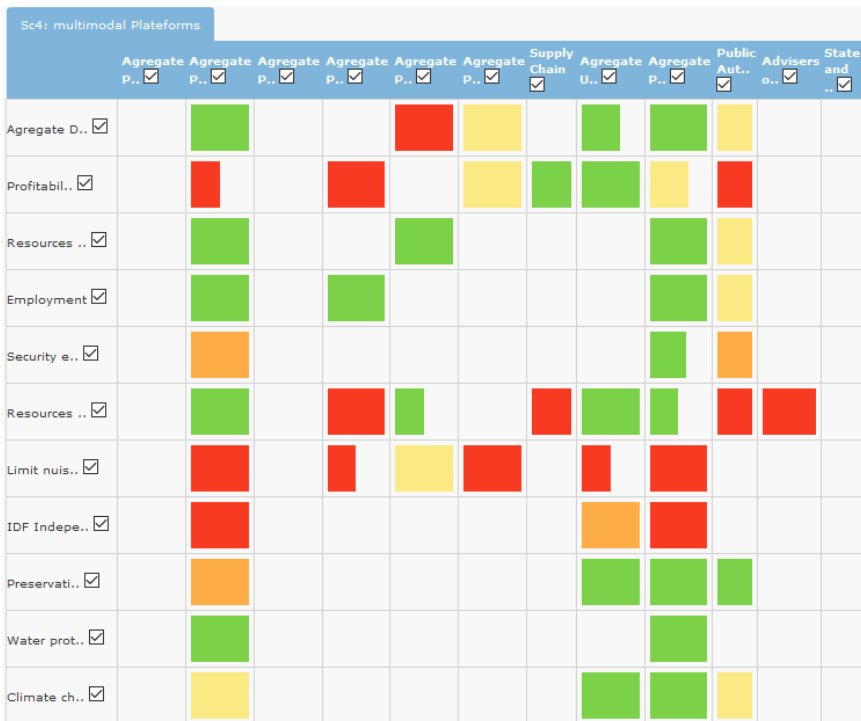 Sc4: multimodal Plateforms
Agregate Agregate Agregate Agregate Agregate Agregate Supply Chain Agregate Agregate Public Aut.. Advisers State and
P.. P.. P.. P.. P.. P.. U.. P.. o.. ..
Agregate D..
Profitabil..
Resources ..
Employment
Security e..
Resources ..
Limit nuis..
IDF Indepe..
Preservati..
Water prot..
Climate ch..